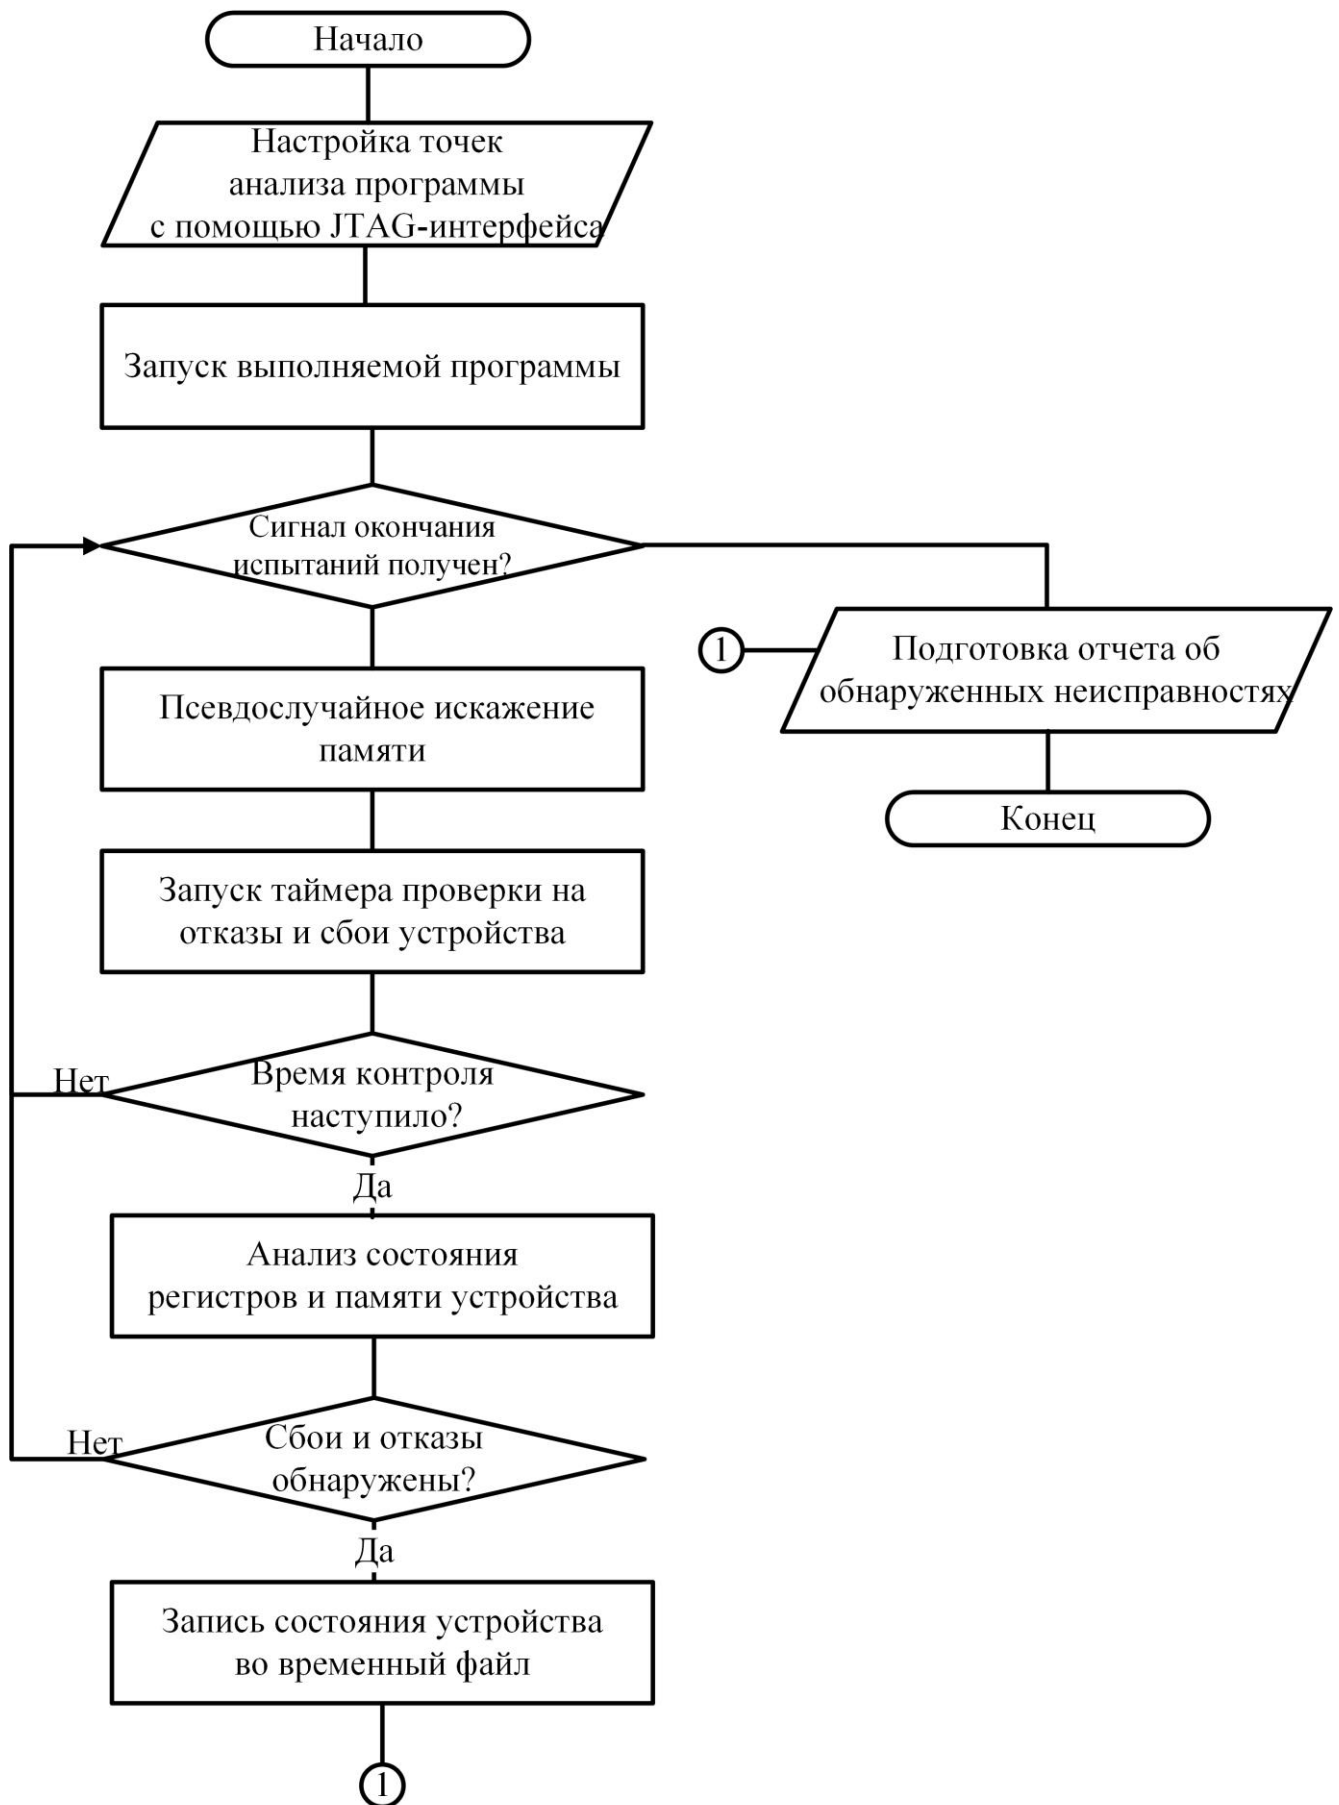 Начало
Настройка точек
анализа программы
с помощью JTAG-интерфейса
Запуск выполняемой программы
Сигнал окончания
испытаний получен?
1
Подготовка отчета об
обнаруженных неисправностях
Псевдослучайное искажение
памяти
Конец
Запуск таймера проверки на
отказы и сбои устройства
Нет
Время контроля
наступило?
Да
Анализ состояния
регистров и памяти устройства
Нет
Сбои и отказы
обнаружены?
Да
Запись состояния устройства
во временный файл
1